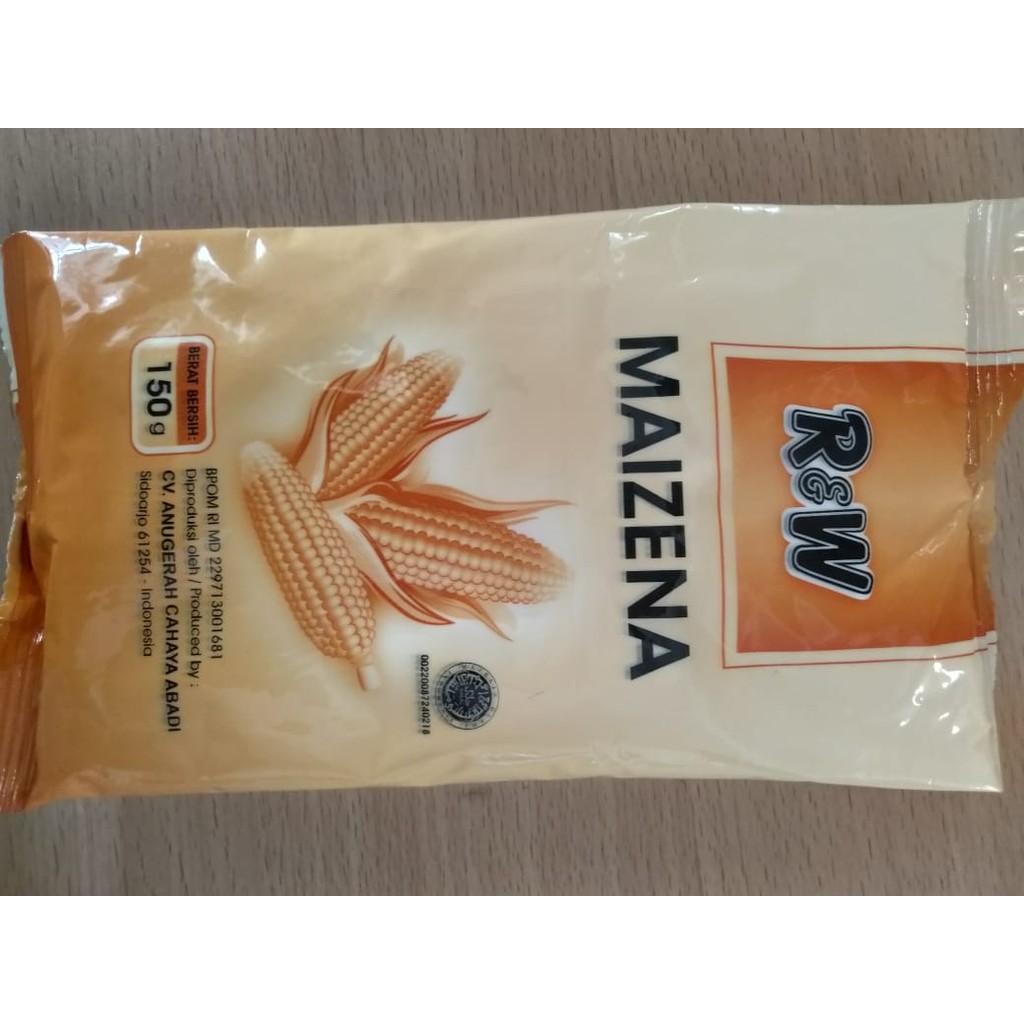 R&W
MAIZENA
00220087240218
BPOM RI MD 229713001681
Diproduksi oleh / Produced by :
CV. ANUGERAH CAHAYA ABADI
Sidoarjo 61254 - Indonesia
BERAT BERSIH :
150 g